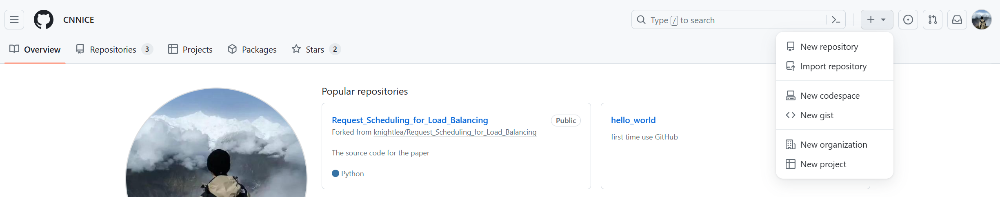 CNNICE
Type / to search
Overview
Repositories 3
Projects
Packages
Stars 2
New repository
Import repository
New codespace
New gist
New organization
New project
Popular repositories
Request_Scheduling_for_Load_Balancing Public
Forked from knightlea/Request_Scheduling_for_Load_Balancing
The source code for the paper
Python
hello_world
first time use GitHub